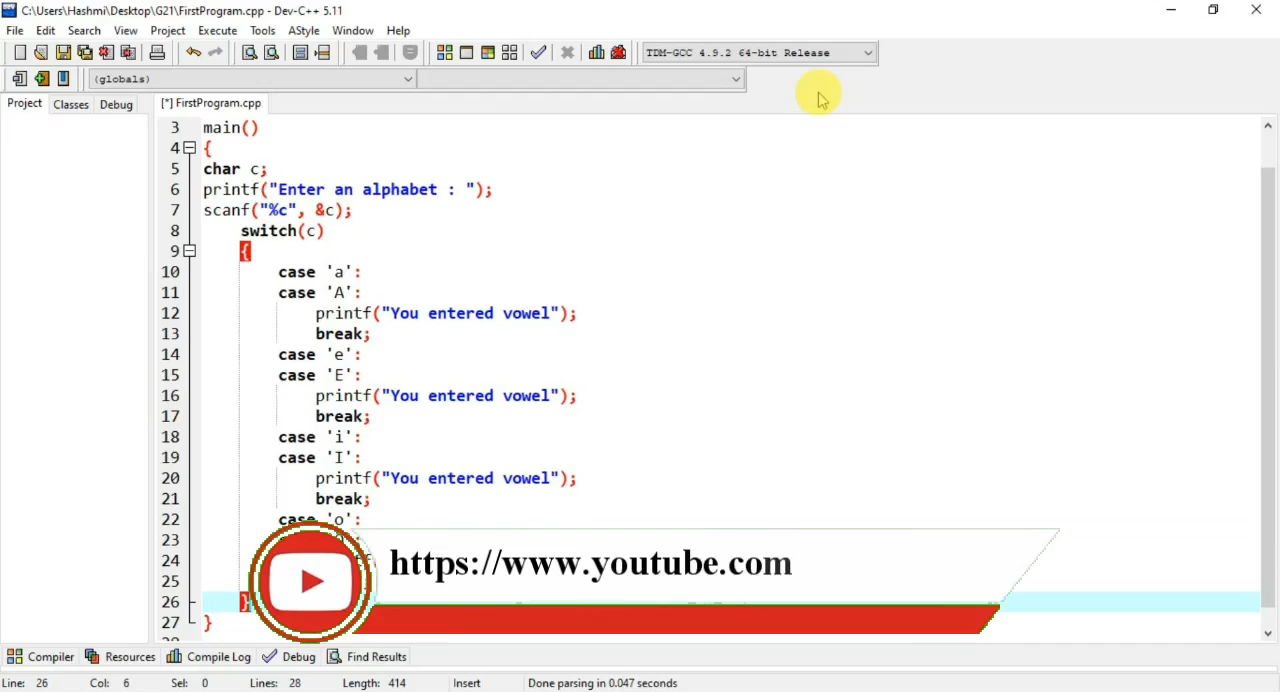 C:\Users\Hashmi\Desktop\G21\FirstProgram.cpp - Dev-C++ 5.11
File Edit Search View Project Execute Tools AStyle Window Help
TDM-GCC 4.9.2 64-bit Release
(globals)
Project Classes Debug [*] FirstProgram.cpp
3 main()
4 {
5 char c;
6 printf("Enter an alphabet : ");
7 scanf("%c", &c);
8 switch(c)
9 {
10 case 'a':
11 case 'A':
12 printf("You entered vowel");
13 break;
14 case 'e':
15 case 'E':
16 printf("You entered vowel");
17 break;
18 case 'i':
19 case 'I':
20 printf("You entered vowel");
21 break;
22 case 'o':
23
24
25
26 }
27 }
28
https://www.youtube.com
Compiler Resources Compile Log Debug Find Results
Line: 26 Col: 6 Sel: 0 Lines: 28 Length: 414 Insert Done parsing in 0.047 seconds